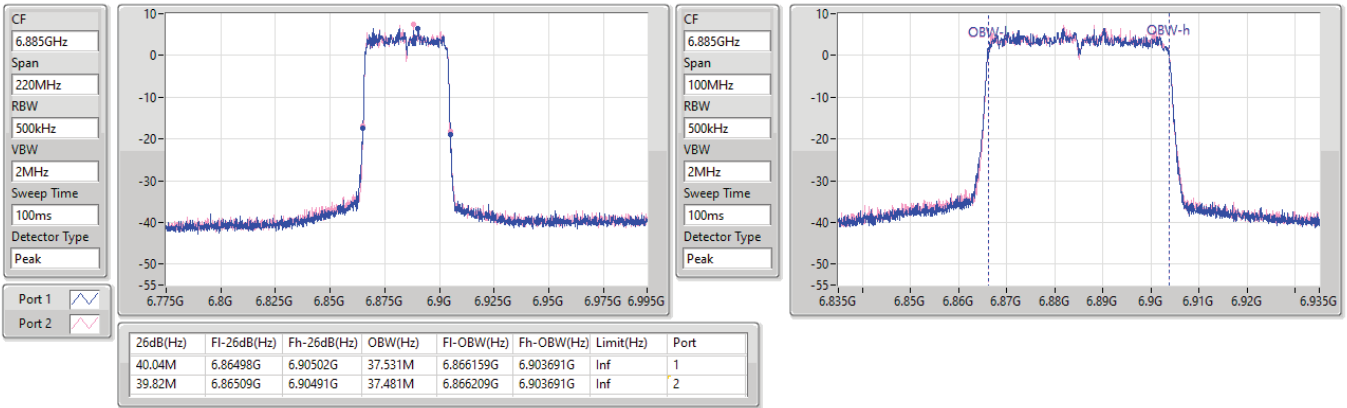 CF
6.885GHz
Span
220MHz
RBW
500kHz
VBW
2MHz
Sweep Time
100ms
Detector Type
Peak
Port 1
Port 2
10-
0-
-10-
-20-
-30-
-40-
-50-
-55-
6.775G 6.8G 6.825G 6.85G 6.875G 6.9G 6.925G 6.95G 6.975G 6.995G
CF
6.885GHz
Span
100MHz
RBW
500kHz
VBW
2MHz
Sweep Time
100ms
Detector Type
Peak
10-
0-
-10-
-20-
-30-
-40-
-50-
-55-
OBW-l OBW-h
6.835G 6.85G 6.86G 6.87G 6.88G 6.89G 6.9G 6.91G 6.92G 6.935G
26dB(Hz) Fl-26dB(Hz) Fh-26dB(Hz) OBW(Hz) Fl-OBW(Hz) Fh-OBW(Hz) Limit(Hz) Port
40.04M 6.86498G 6.90502G 37.531M 6.866159G 6.903691G Inf 1
39.82M 6.86509G 6.90491G 37.481M 6.866209G 6.903691G Inf 2